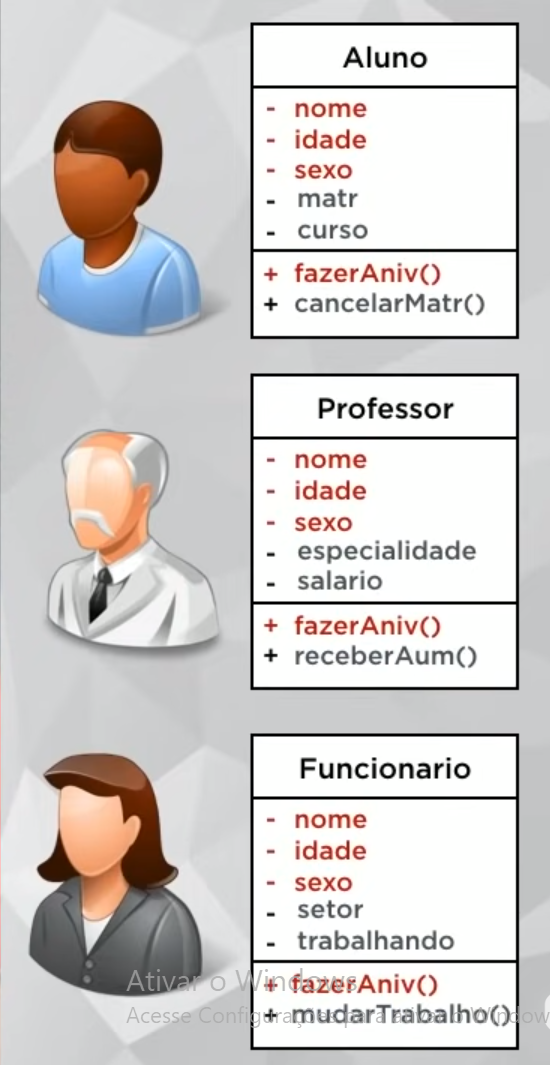 Aluno
- nome
- idade
- sexo
- matr
- curso
+ fazerAniv()
+ cancelarMatr()
Professor
- nome
- idade
- sexo
- especialidade
- salario
+ fazerAniv()
+ receberAum()
Funcionario
- nome
- idade
- sexo
- setor
- trabalhando
Ativar o Windows
+ fazerAniv()
Acesse Configurações para ativar o Windows
+ mudarTrabalho()